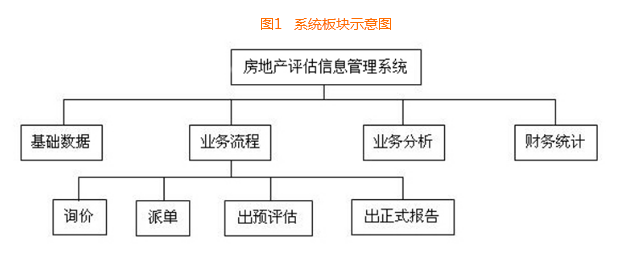 图1 系统板块示意图
房地产评估信息管理系统
基础数据
业务流程
业务分析
财务统计
询价
派单
出预评估
出正式报告